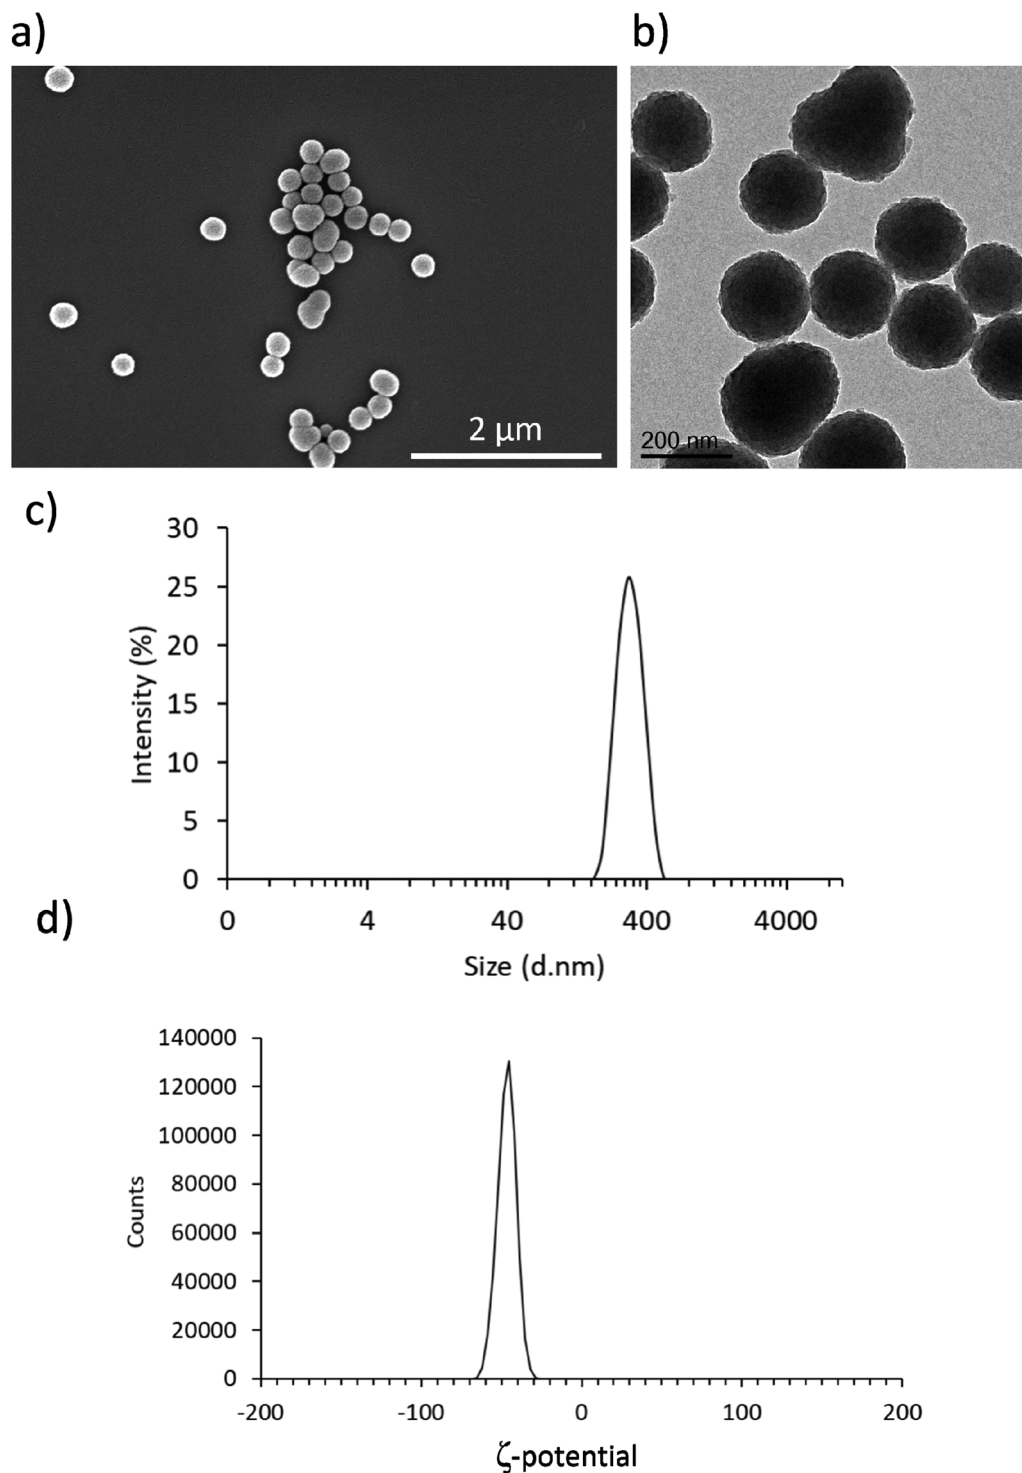 a)
b)
2 μm
200 nm
c)
30
25
20
15
10
5
0
Intensity (%)
0 4 40 400 4000
Size (d.nm)
d)
140000
120000
100000
80000
60000
40000
20000
0
Counts
-200 -100 0 100 200
ζ-potential